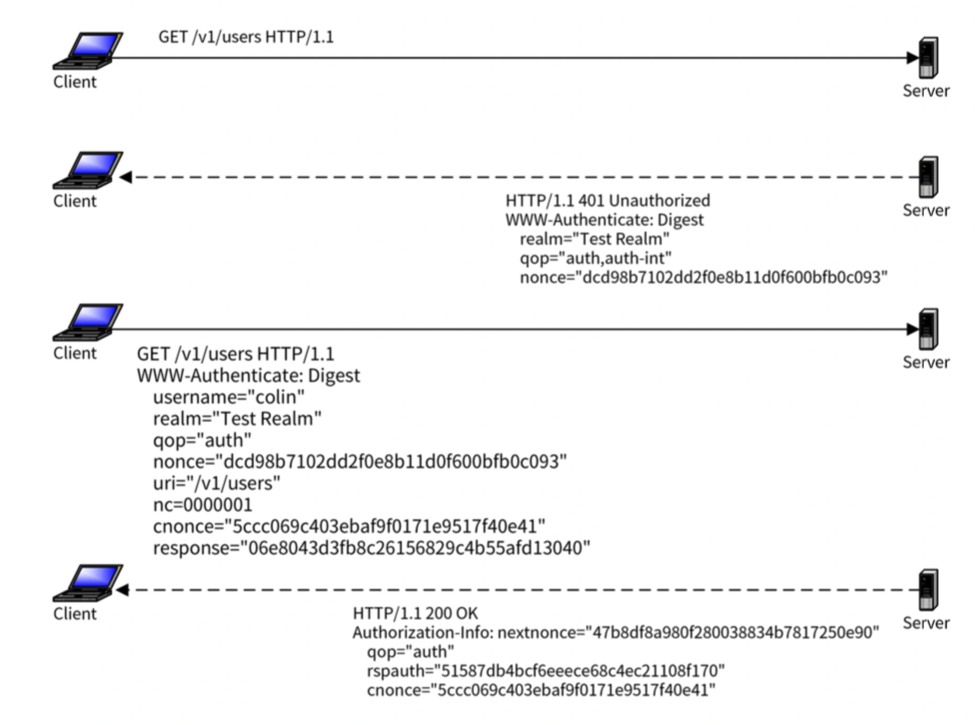 GET /v1/users HTTP/1.1
Client
Server
Client
Server
HTTP/1.1 401 Unauthorized
WWW-Authenticate: Digest
realm="Test Realm"
qop="auth,auth-int"
nonce="dcd98b7102dd2f0e8b11d0f600bfb0c093"
Client
Server
GET /v1/users HTTP/1.1
WWW-Authenticate: Digest
username="colin"
realm="Test Realm"
qop="auth"
nonce="dcd98b7102dd2f0e8b11d0f600bfb0c093"
uri="/v1/users"
nc=0000001
cnonce="5ccc069c403ebaf9f0171e9517f40e41"
response="06e8043d3fb8c26156829c4b55afd13040"
Client
Server
HTTP/1.1 200 OK
Authorization-Info: nextnonce="47b8df8a980f280038834b7817250e90"
qop="auth"
rspauth="51587db4bcf6eeece68c4ec21108f170"
cnonce="5ccc069c403ebaf9f0171e9517f40e41"